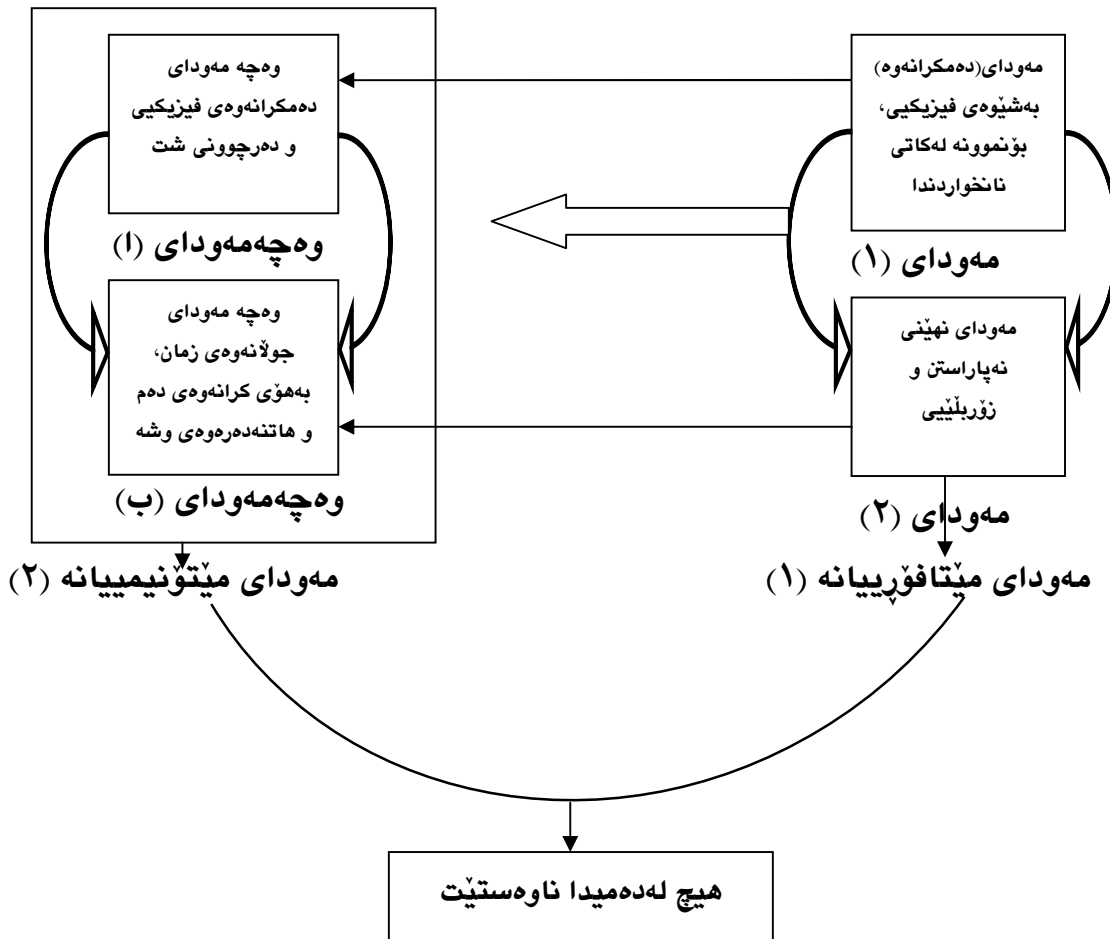 مەودای(دەمکرانەوە)
بەشێوەی فیزیکیی،
بۆنموونە لەکاتی
نانخواردندا
مەودای (١)
مەودای نهێنی
نەپاراستن و
زۆربڵێیی
مەودای (٢)
مەودای مێتافۆڕییانە (١)
وەچە مەودای
دەمکرانەوەی فیزیکیی
و دەرچوونی شت
وەچەمەودای (ا)
وەچە مەودای
جوڵانەوەی زمان،
بەهۆی کرانەوەی دەم
و هاتنەدەرەوەی وشە
وەچەمەودای (ب)
مەودای مێتۆنیمییانە (٢)
هیچ لەدەمیدا ناوەستێت